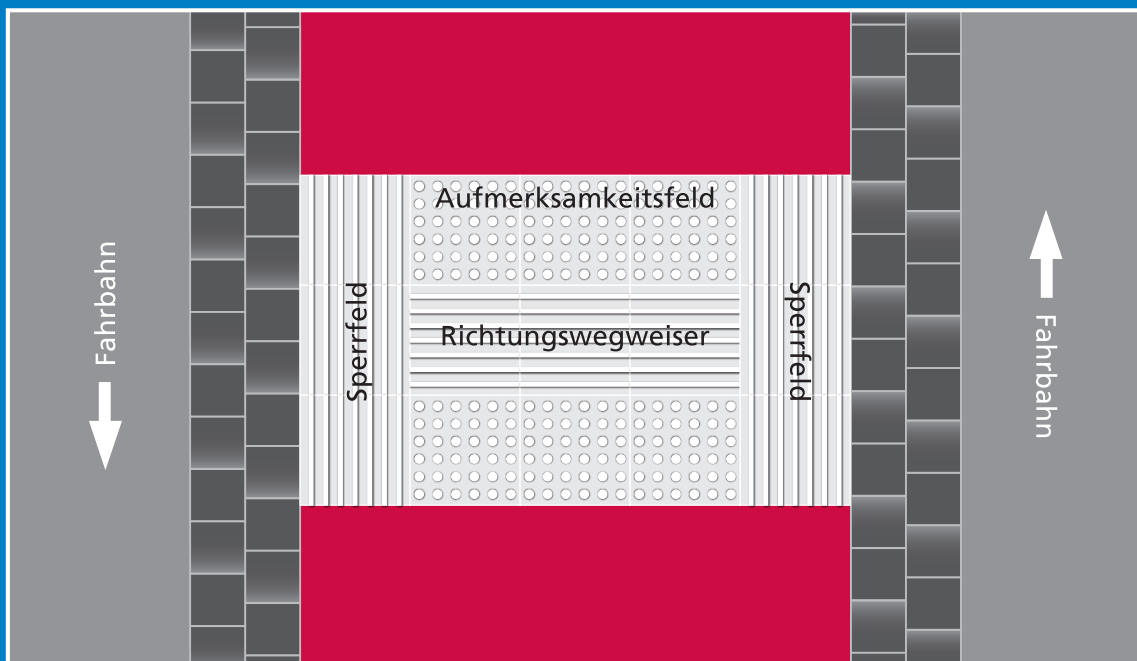 Aufmerksamkeitsfeld
Fahrbahn
Sperrfeld
Richtungswegweiser
Sperrfeld
Fahrbahn